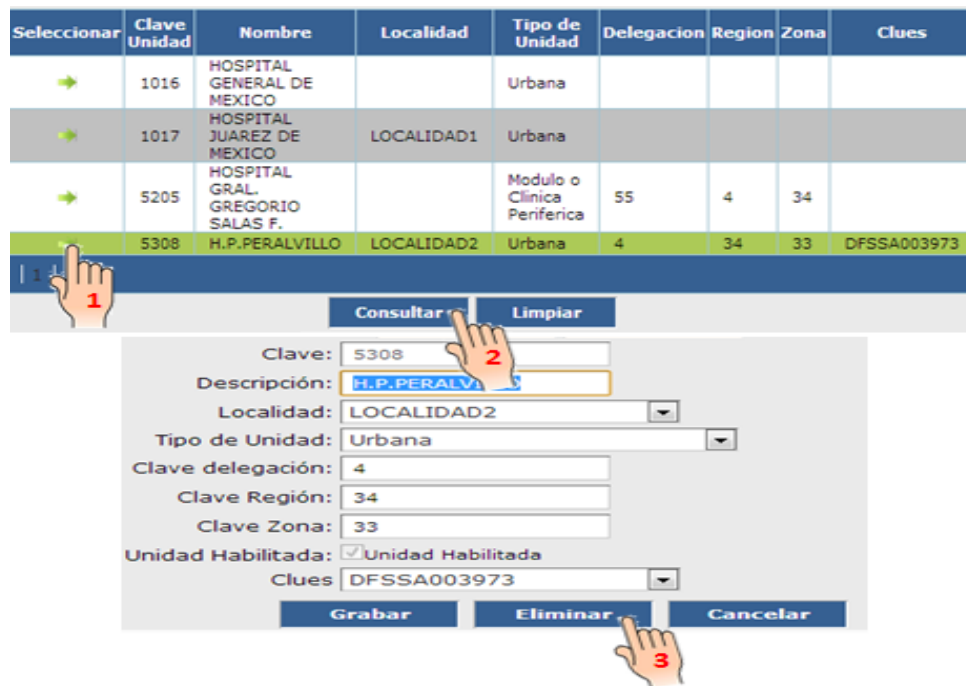 Seleccionar Clave Unidad Nombre Localidad Tipo de Unidad Delegacion Region Zona Clues
1016 HOSPITAL GENERAL DE MEXICO Urbana
1017 HOSPITAL JUAREZ DE MEXICO LOCALIDAD1 Urbana
5205 HOSPITAL GRAL. GREGORIO SALAS F. Modulo o Clinica Periferica 55 4 34
5308 H.P.PERALVILLO LOCALIDAD2 Urbana 4 34 33 DFSSA003973
| 1
1
Consultar Limpiar
2
Clave: 5308
Descripción:
Localidad: LOCALIDAD2
Tipo de Unidad: Urbana
Clave delegación: 4
Clave Región: 34
Clave Zona: 33
Unidad Habilitada: Unidad Habilitada
Clues DFSSA003973
Grabar Eliminar Cancelar
3